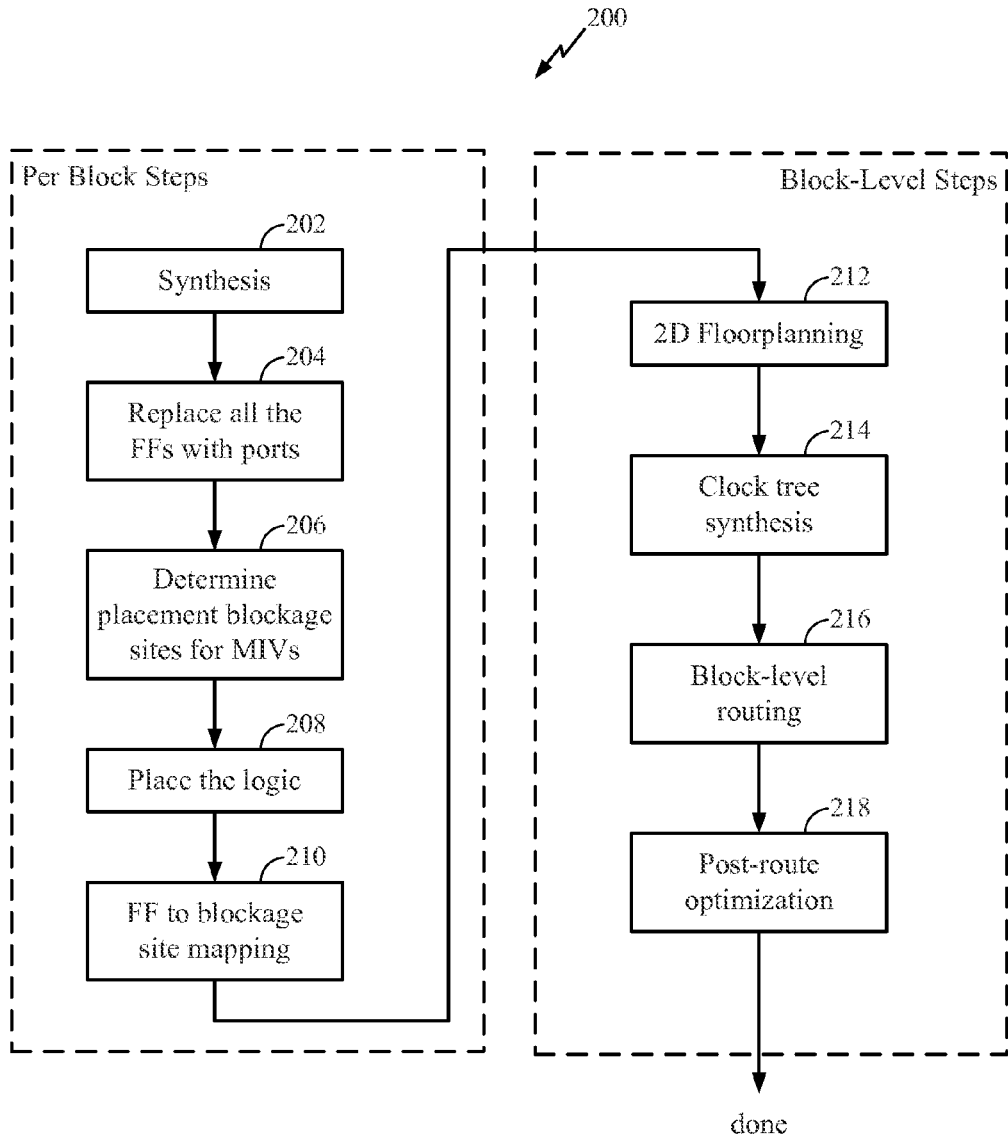 200
Per Block Steps
202
Synthesis
204
Replace all the
FFs with ports
206
Determine
placement blockage
sites for MIVs
208
Place the logic
210
FF to blockage
site mapping
Block-Level Steps
212
2D Floorplanning
214
Clock tree
synthesis
216
Block-level
routing
218
Post-route
optimization
done